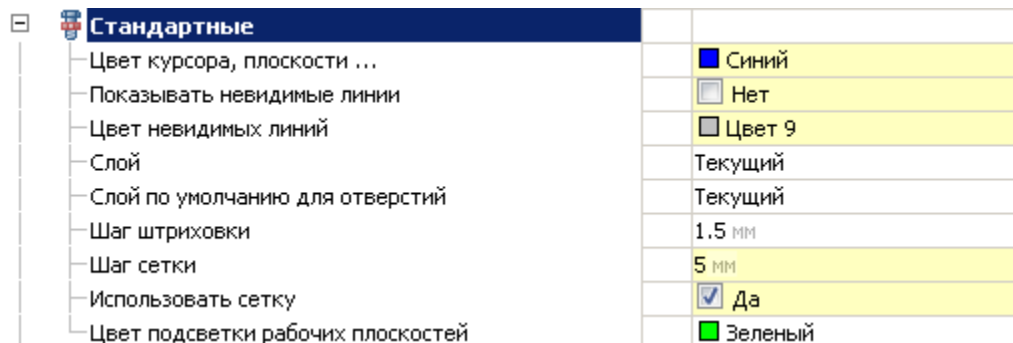 Стандартные
Цвет курсора, плоскости ... Синий
Показывать невидимые линии Нет
Цвет невидимых линий Цвет 9
Слой Текущий
Слой по умолчанию для отверстий Текущий
Шаг штриховки 1.5 мм
Шаг сетки 5 мм
Использовать сетку Да
Цвет подсветки рабочих плоскостей Зеленый